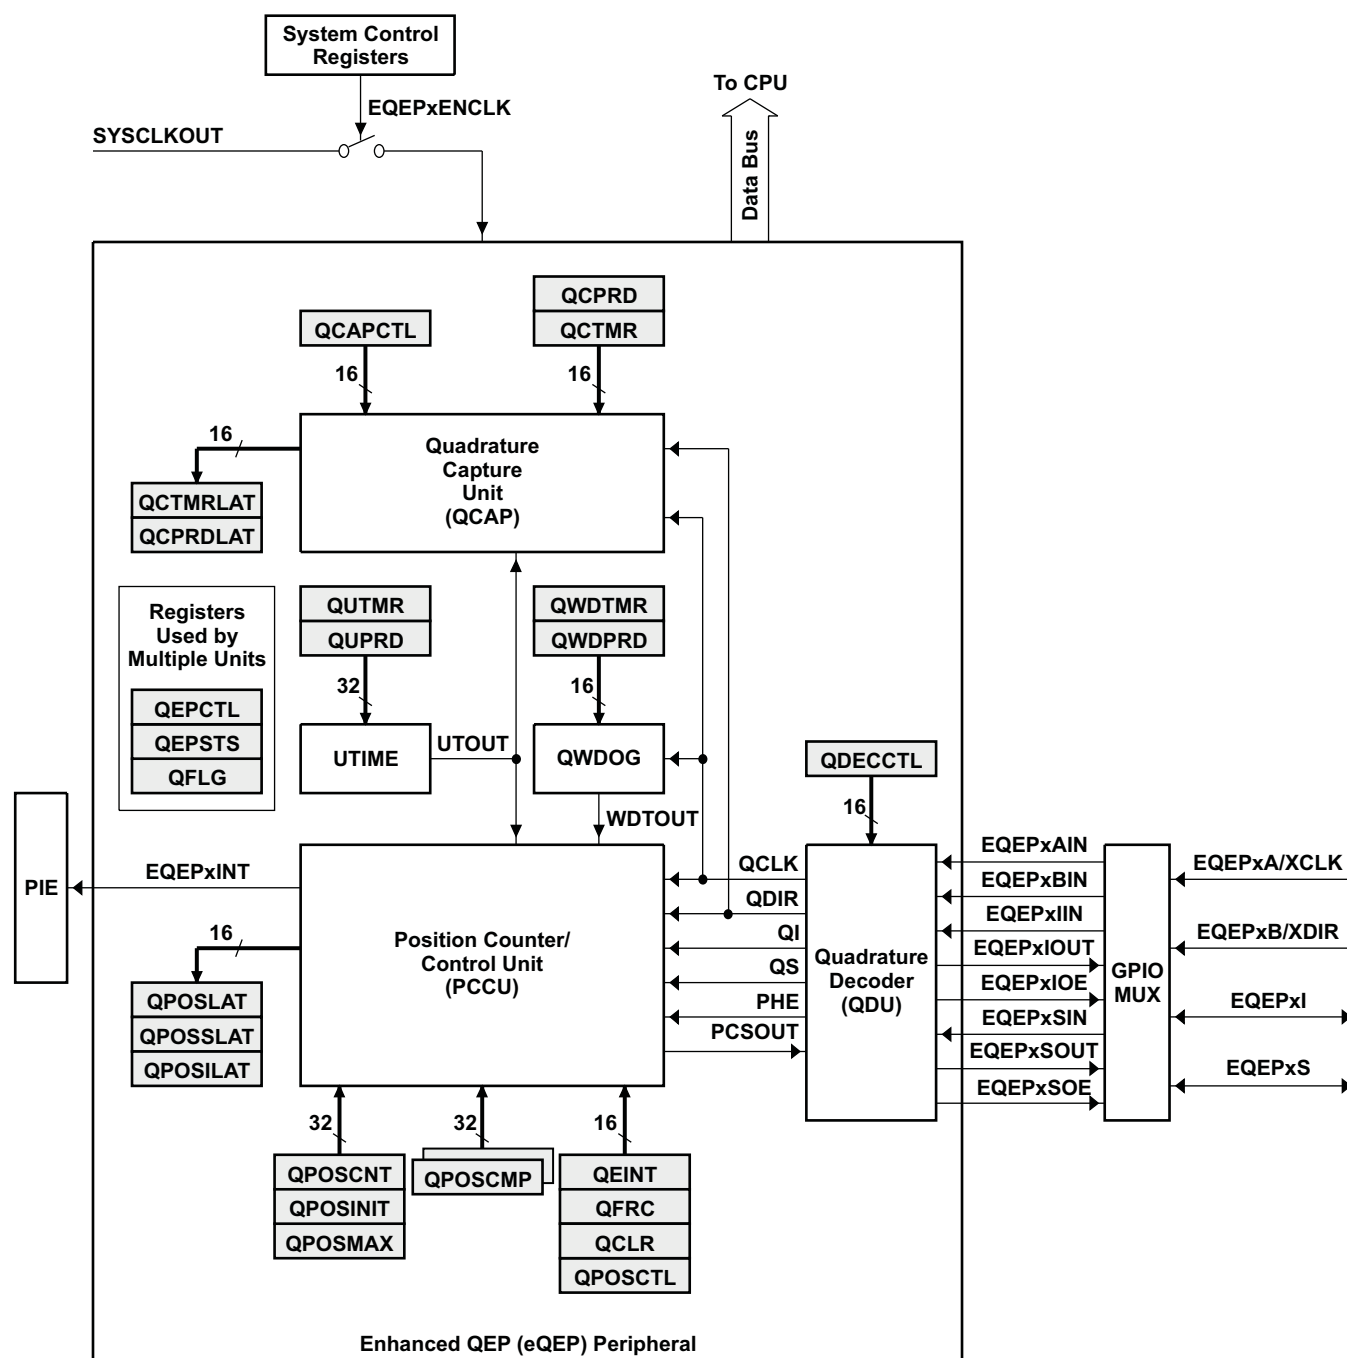 System Control
Registers
To CPU
EQEPxENCLK
SYSCLKOUT
Data Bus
QCPRD
QCAPCTL
QCTMR
16
16
16
Quadrature
Capture
Unit
(QCAP)
QCTMRLAT
QCPRDLAT
Registers
Used by
Multiple Units
QEPCTL
QEPSTS
QFLG
QUTMR
QUPRD
QWDTMR
QWDPRD
32
16
UTIME
UTOUT
QWDOG
WDTOUT
QDECCTL
16
PIE
EQEPxINT
16
Position Counter/
Control Unit
(PCCU)
QCLK
QDIR
QI
QS
PHE
PCSOUT
Quadrature
Decoder
(QDU)
EQEPxAIN
EQEPxBIN
EQEPxIIN
EQEPxIOUT
EQEPxIOE
EQEPxSIN
EQEPxSOUT
EQEPxSOE
GPIO
MUX
EQEPxA/XCLK
EQEPxB/XDIR
EQEPxI
EQEPxS
QPOSLAT
QPOSSLAT
QPOSILAT
32
32
16
QPOSCNT
QPOSINIT
QPOSMAX
QPOSCMP
QEINT
QFRC
QCLR
QPOSCTL
Enhanced QEP (eQEP) Peripheral